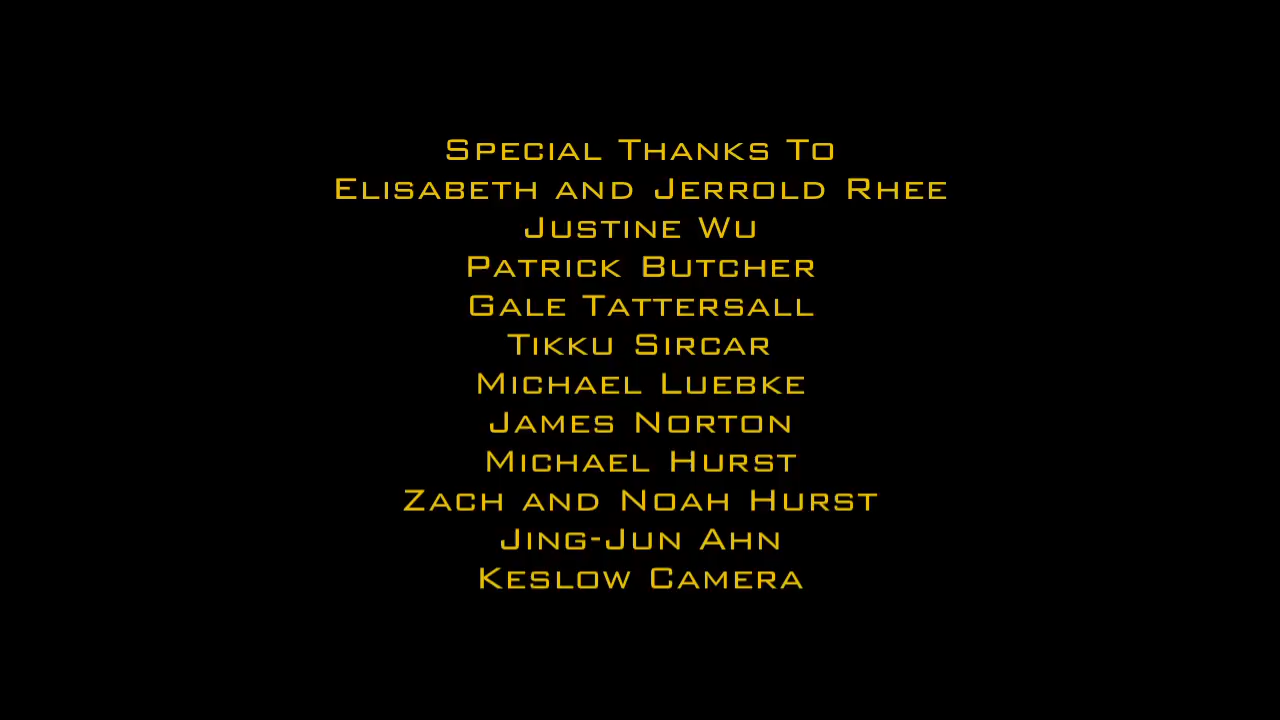 Special Thanks To
Elisabeth and Jerrold Rhee
Justine Wu
Patrick Butcher
Gale Tattersall
Tikku Sircar
Michael Luebke
James Norton
Michael Hurst
Zach and Noah Hurst
Jing-Jun Ahn
Keslow Camera